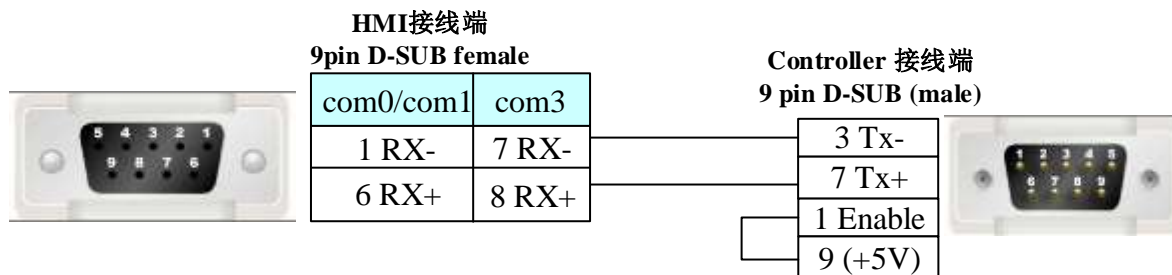 HMI接线端
9pin D-SUB female
com0/com1 com3
1 RX- 7 RX-
6 RX+ 8 RX+
5 4 3 2 1
9 8 7 6
Controller 接线端
9 pin D-SUB (male)
3 Tx-
7 Tx+
1 Enable
9 (+5V)
1 2 3 4 5
6 7 8 9